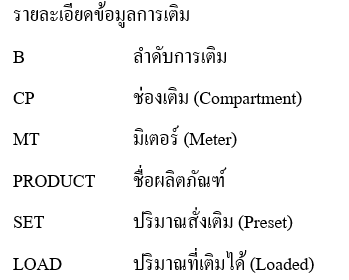 รายละเอียดข้อมูลการเติม
B ลำดับการเติม
CP ช่องเติม (Compartment)
MT มิเตอร์ (Meter)
PRODUCT ชื่อผลิตภัณฑ์
SET ปริมาณสั่งเติม (Preset)
LOAD ปริมาณที่เติมได้ (Loaded)